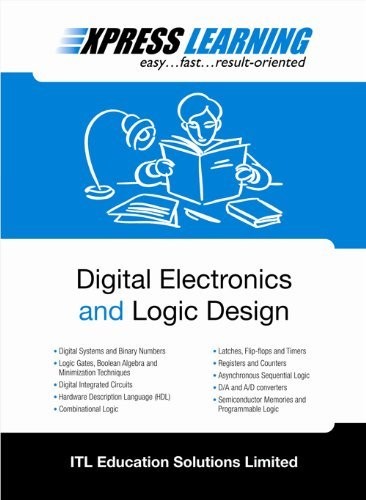 EXPRESS LEARNING
easy...fast...result-oriented
Digital Electronics
and Logic Design
• Digital Systems and Binary Numbers
• Logic Gates, Boolean Algebra and
Minimization Techniques
• Digital Integrated Circuits
• Hardware Description Language (HDL)
• Combinational Logic
• Latches, Flip-flops and Timers
• Registers and Counters
• Asynchronous Sequential Logic
• D/A and A/D converters
• Semiconductor Memories and
Programmable Logic
ITL Education Solutions Limited